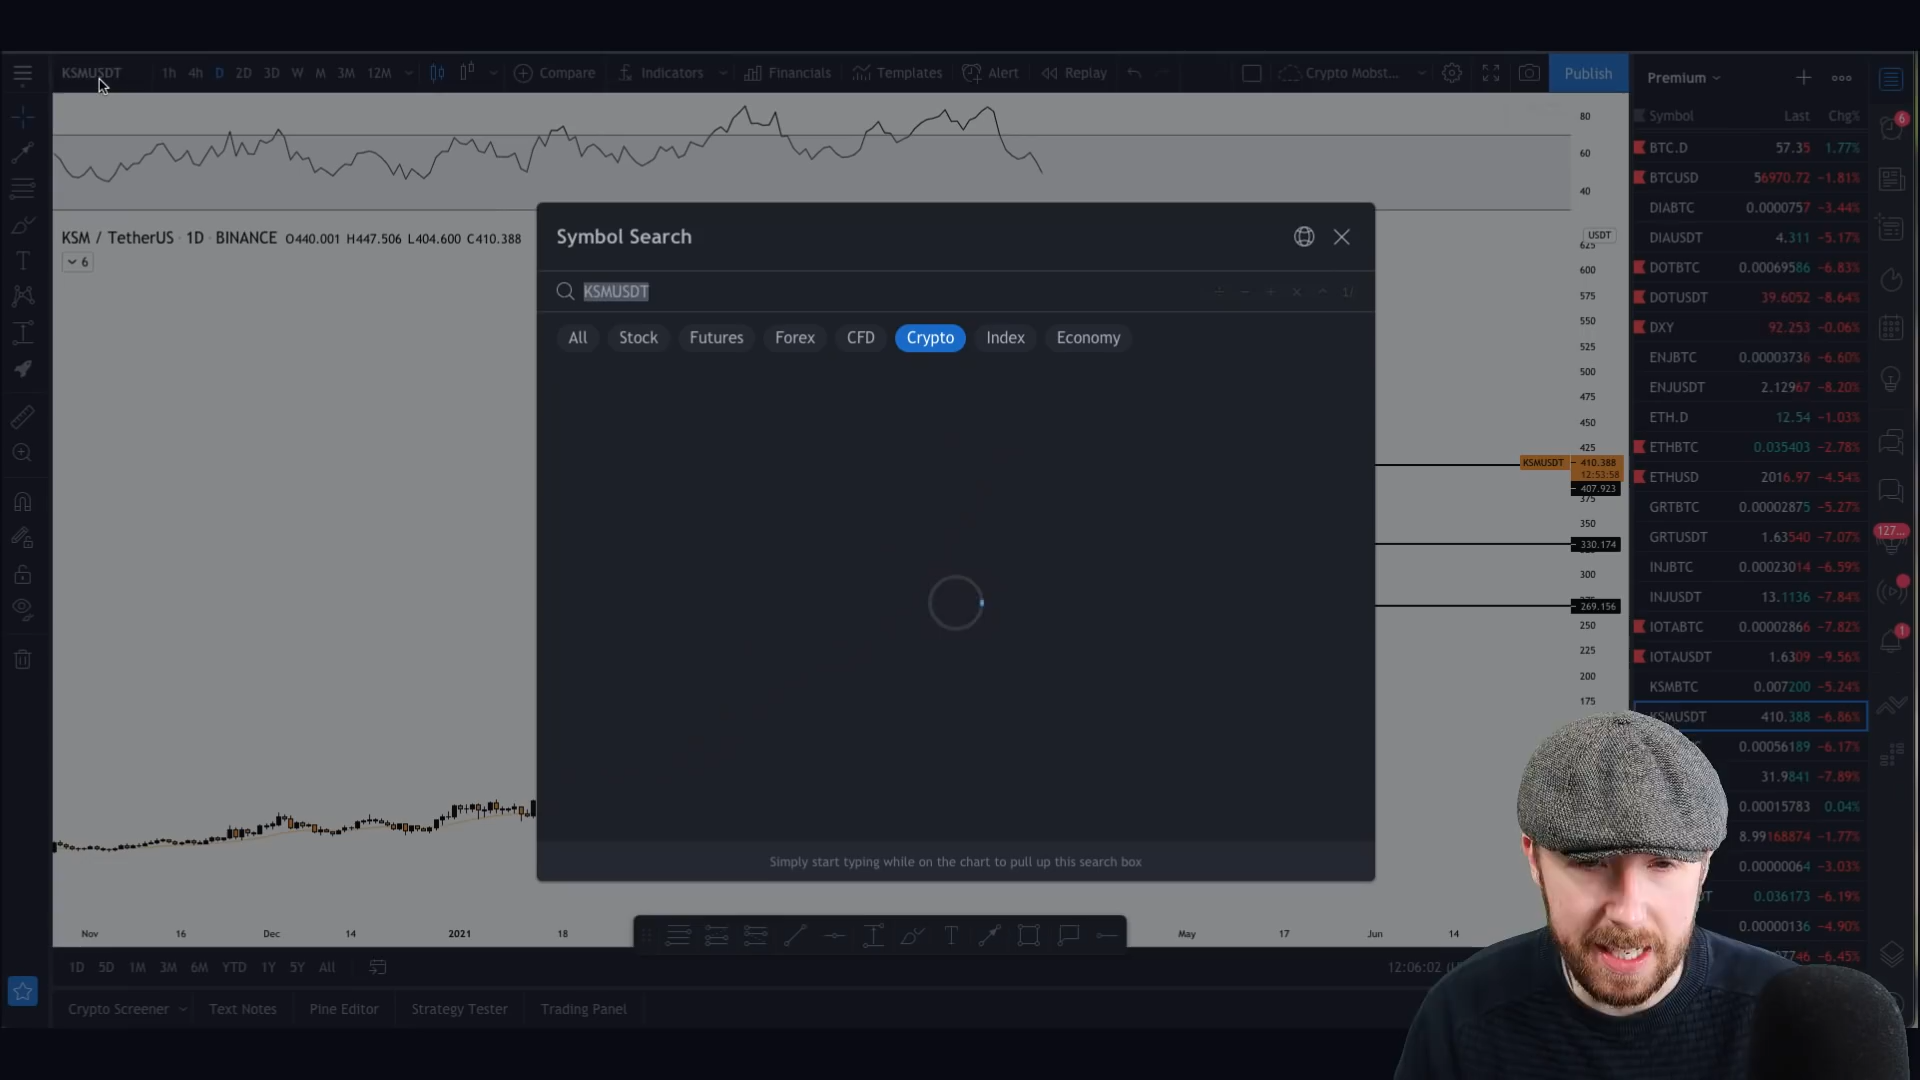 KSMUSDT 1h 4h D 2D 3D W M 3M 12M Compare Indicators Financials Templates Alert Replay Crypto Mobst... Publish
Premium
Symbol Last Chg%
BTC.D 57.35 1.77%
BTCUSD 56970.72 −1.81%
DIABTC 0.0000757 −3.44%
DIAUSDT 4.311 −5.17%
DOTBTC 0.00069586 −6.83%
DOTUSDT 39.6052 −8.64%
DXY 92.253 −0.06%
ENJBTC 0.00003736 −6.60%
ENJUSDT 2.12967 −8.20%
ETH.D 12.54 −1.03%
ETHBTC 0.035403 −2.78%
ETHUSD 2016.97 −4.54%
GRTBTC 0.00002875 −5.27%
GRTUSDT 1.63540 −7.07%
INJBTC 0.00023014 −6.59%
INJUSDT 13.1136 −7.84%
IOTABTC 0.00002866 −7.82%
IOTAUSDT 1.6309 −9.56%
KSMBTC 0.007200 −5.24%
KSMUSDT 410.388 −6.86%
0.00056189 −6.17%
31.9841 −7.89%
0.00015783 0.04%
8.99168874 −1.77%
0.00000064 −3.03%
0.036173 −6.19%
0.00000136 −4.90%
−6.45%
6
127...
1
KSM / TetherUS · 1D · BINANCE O440.001 H447.506 L404.600 C410.388
6
80
60
40
USDT
625
600
575
550
525
500
475
450
425
KSMUSDT 410.388
12:53:58
407.923
375
350
330.174
300
269.156
250
225
200
175
Symbol Search
KSMUSDT
All Stock Futures Forex CFD Crypto Index Economy
Simply start typing while on the chart to pull up this search box
Nov 16 Dec 14 2021 18 May 17 Jun 14
1D 5D 1M 3M 6M YTD 1Y 5Y All
12:06:02
Crypto Screener Text Notes Pine Editor Strategy Tester Trading Panel